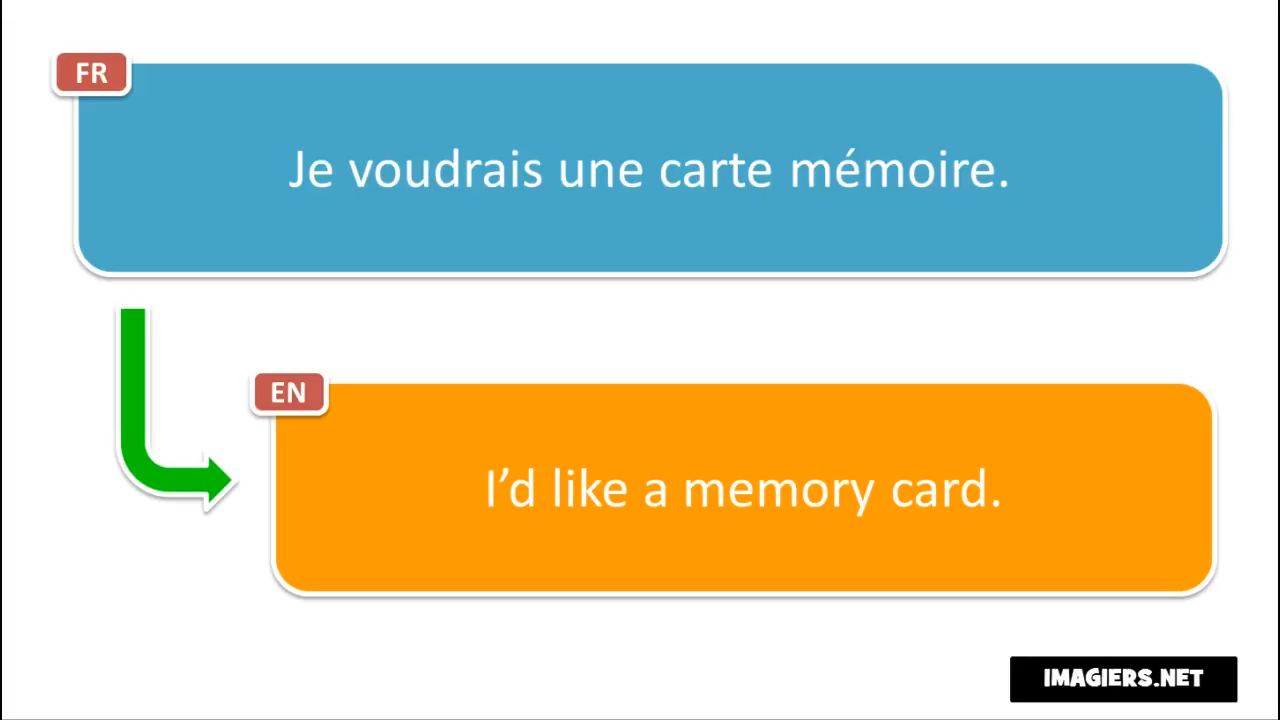 FR
Je voudrais une carte mémoire.
EN
I’d like a memory card.
IMAGIERS.NET